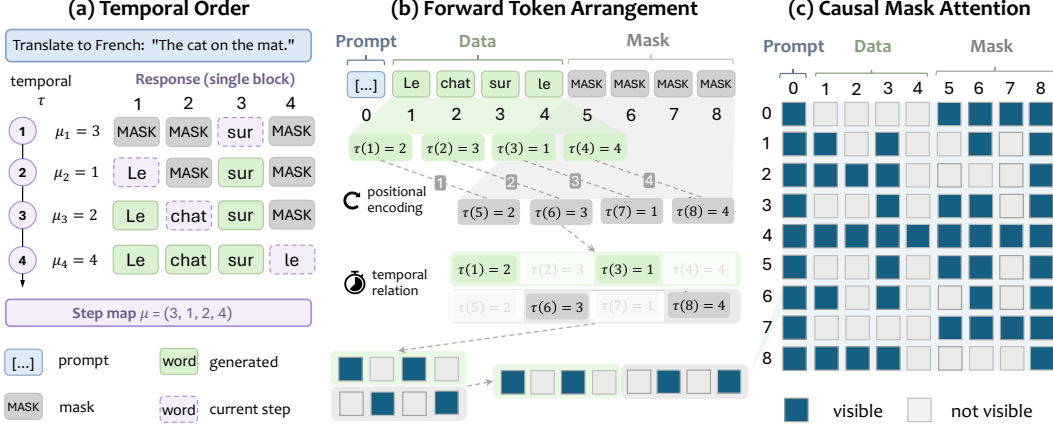 (a) Temporal Order
Translate to French: "The cat on the mat."
temporal
τ
Response (single block)
1 2 3 4
1 μ1 = 3 MASK MASK sur MASK
2 μ2 = 1 Le MASK sur MASK
3 μ3 = 2 Le chat sur MASK
4 μ4 = 4 Le chat sur le
Step map μ = (3, 1, 2, 4)
[...] prompt word generated
MASK mask word current step
(b) Forward Token Arrangement
Prompt Data Mask
[...] Le chat sur le MASK MASK MASK MASK
0 1 2 3 4 5 6 7 8
τ(1) = 2 τ(2) = 3 τ(3) = 1 τ(4) = 4
1 2 3 4
positional
encoding
τ(5) = 2 τ(6) = 3 τ(7) = 1 τ(8) = 4
temporal
relation
τ(1) = 2 τ(2) = 3 τ(3) = 1 τ(4) = 4
τ(5) = 2 τ(6) = 3 τ(7) = 1 τ(8) = 4
(c) Causal Mask Attention
Prompt Data Mask
0 1 2 3 4 5 6 7 8
0
1
2
3
4
5
6
7
8
visible not visible